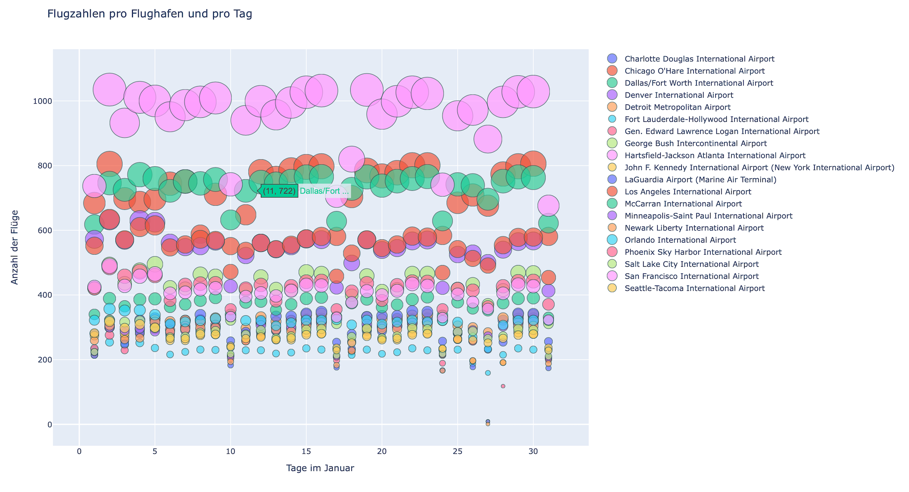 Flugzahlen pro Flughafen und pro Tag
Anzahl der Flüge
1000
800
600
400
200
0
(11, 722) Dallas/Fort ...
0 5 10 15 20 25 30
Tage im Januar
Charlotte Douglas International Airport
Chicago O'Hare International Airport
Dallas/Fort Worth International Airport
Denver International Airport
Detroit Metropolitan Airport
Fort Lauderdale-Hollywood International Airport
Gen. Edward Lawrence Logan International Airport
George Bush Intercontinental Airport
Hartsfield-Jackson Atlanta International Airport
John F. Kennedy International Airport (New York International Airport)
LaGuardia Airport (Marine Air Terminal)
Los Angeles International Airport
McCarran International Airport
Minneapolis-Saint Paul International Airport
Newark Liberty International Airport
Orlando International Airport
Phoenix Sky Harbor International Airport
Salt Lake City International Airport
San Francisco International Airport
Seattle-Tacoma International Airport